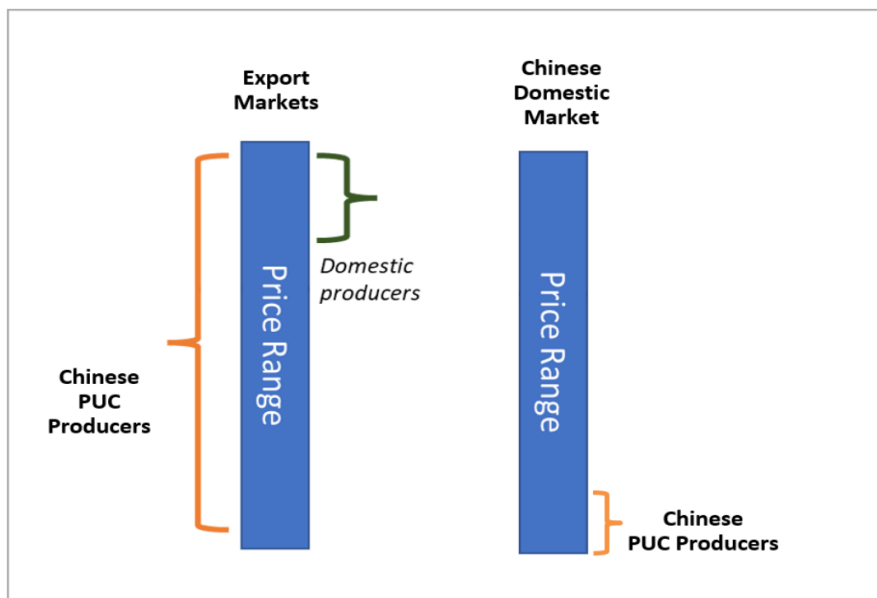 Export
Markets
Chinese
Domestic
Market
Price Range
Domestic
producers
Price Range
Chinese
PUC
Producers
Chinese
PUC Producers